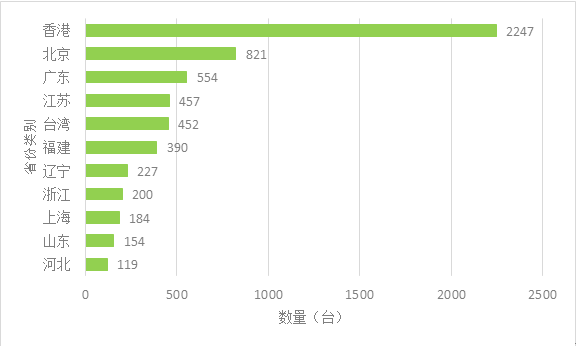 香港 2247
北京 821
广东 554
江苏 457
台湾 452
福建 390
辽宁 227
浙江 200
上海 184
山东 154
河北 119
省份类别
0 500 1000 1500 2000 2500
数量（台）